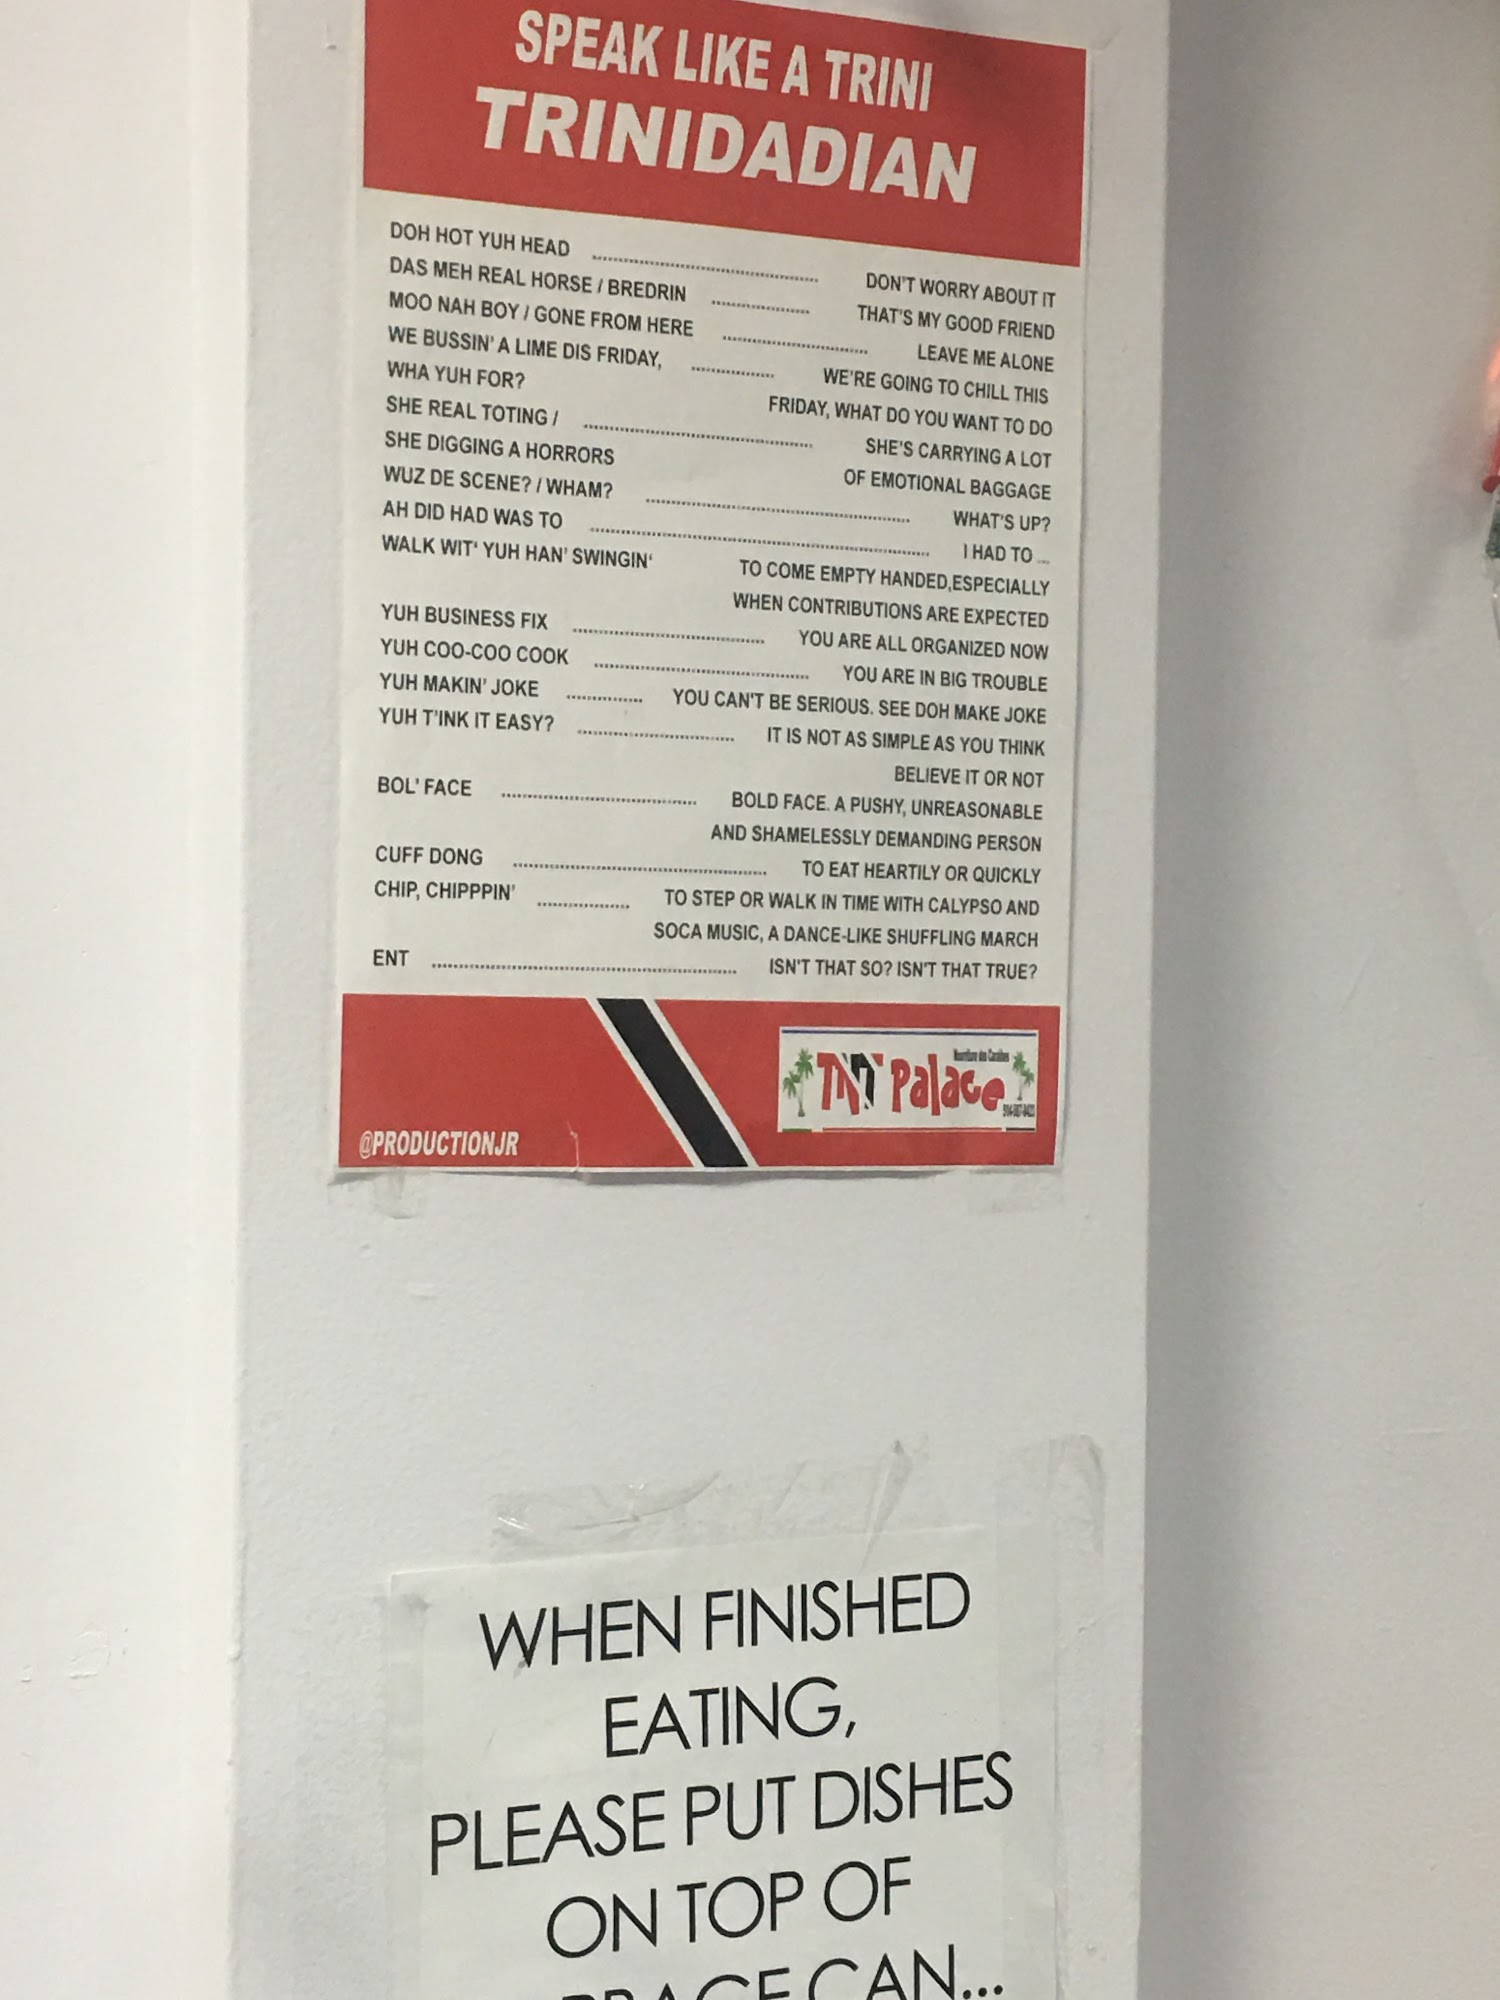 SPEAK LIKE A TRINI
TRINIDADIAN
DOH HOT YUH HEAD ........ DON'T WORRY ABOUT IT
DAS MEH REAL HORSE / BREDRIN ........ THAT'S MY GOOD FRIEND
MOO NAH BOY / GONE FROM HERE ........ LEAVE ME ALONE
WE BUSSIN' A LIME DIS FRIDAY, ........ WE'RE GOING TO CHILL THIS
WHA YUH FOR? FRIDAY, WHAT DO YOU WANT TO DO
SHE REAL TOTING / ........ SHE'S CARRYING A LOT
SHE DIGGING A HORRORS OF EMOTIONAL BAGGAGE
WUZ DE SCENE? / WHAM? ........ WHAT'S UP?
AH DID HAD WAS TO ........ I HAD TO ...
WALK WIT' YUH HAN' SWINGIN' TO COME EMPTY HANDED,ESPECIALLY
WHEN CONTRIBUTIONS ARE EXPECTED
YUH BUSINESS FIX ........ YOU ARE ALL ORGANIZED NOW
YUH COO-COO COOK ........ YOU ARE IN BIG TROUBLE
YUH MAKIN' JOKE ........ YOU CAN'T BE SERIOUS. SEE DOH MAKE JOKE
YUH T'INK IT EASY? ........ IT IS NOT AS SIMPLE AS YOU THINK
BELIEVE IT OR NOT
BOL' FACE ........ BOLD FACE. A PUSHY, UNREASONABLE
AND SHAMELESSLY DEMANDING PERSON
CUFF DONG ........ TO EAT HEARTILY OR QUICKLY
CHIP, CHIPPPIN' ........ TO STEP OR WALK IN TIME WITH CALYPSO AND
SOCA MUSIC, A DANCE-LIKE SHUFFLING MARCH
ENT ........ ISN'T THAT SO? ISN'T THAT TRUE?
Nourriture des Caraïbes
TNT Palace
@PRODUCTIONJR
WHEN FINISHED
EATING,
PLEASE PUT DISHES
ON TOP OF
CAN...